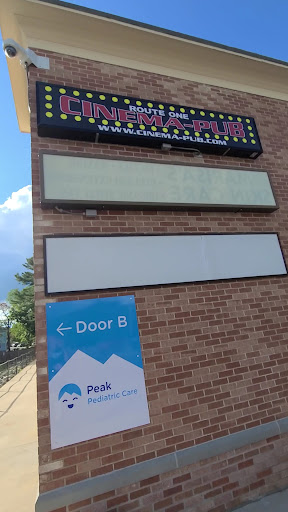 ROUTE ONE
CINEMA-PUB
WWW.CINEMA-PUB.COM
← Door B
Peak
Pediatric Care